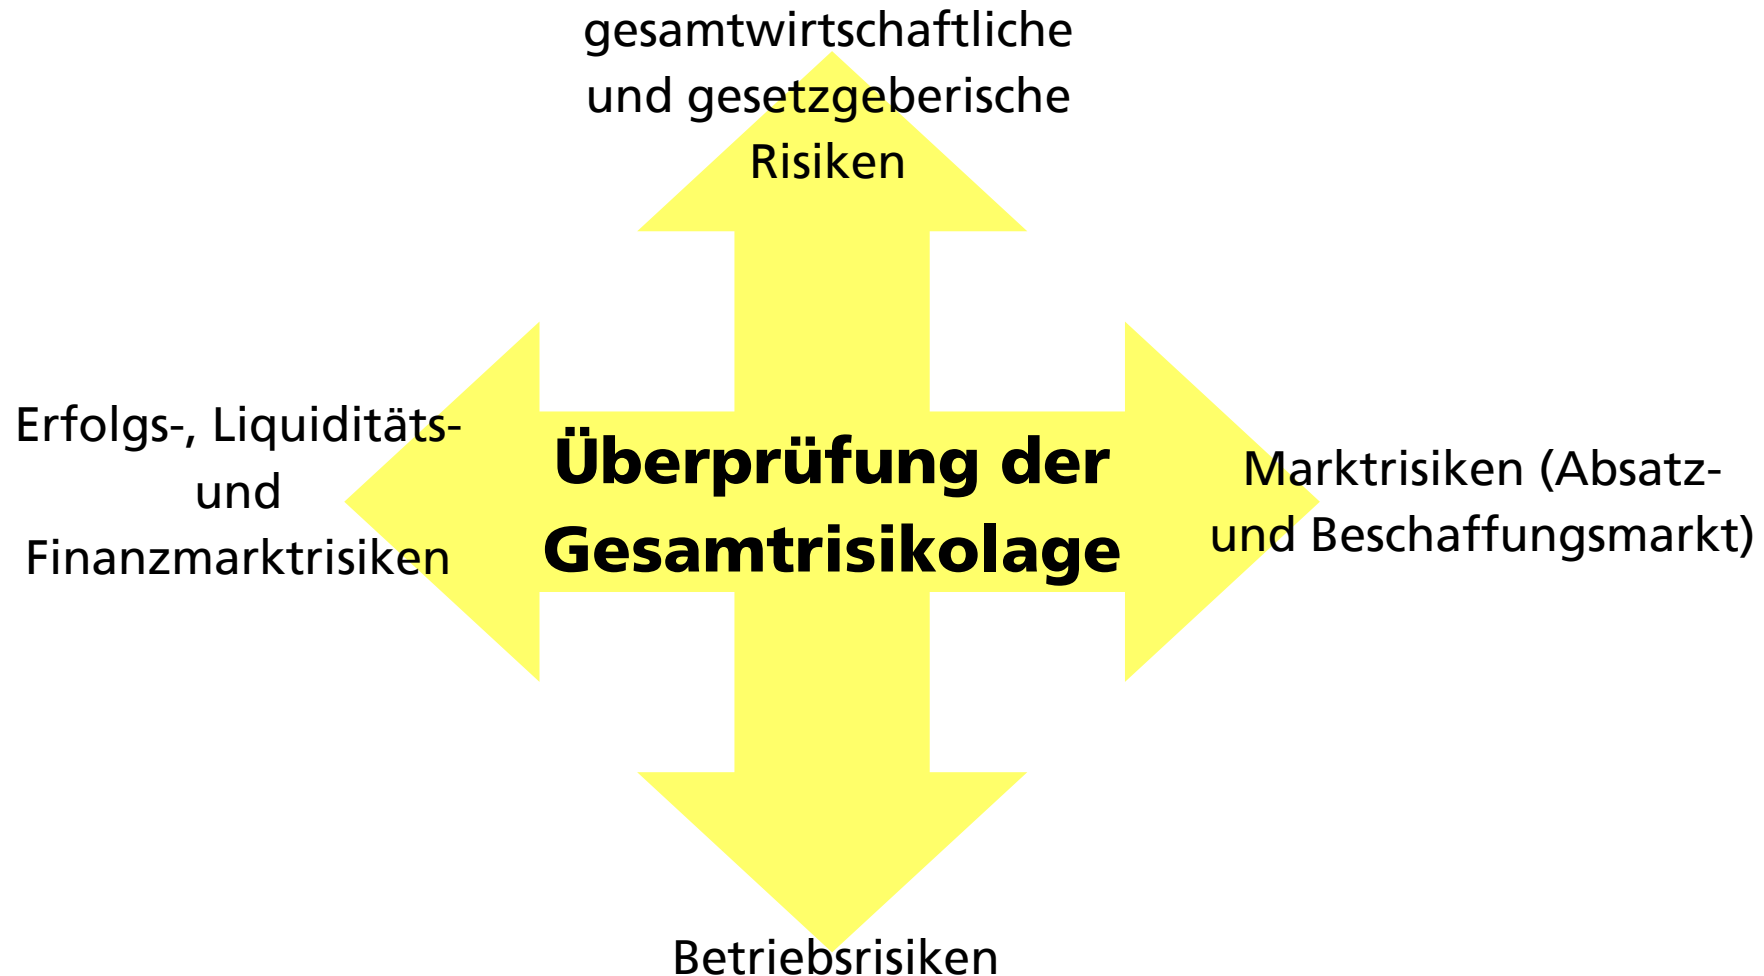 gesamtwirtschaftliche
und gesetzgeberische
Risiken
Erfolgs-, Liquiditäts-
und
Finanzmarktrisiken
Überprüfung der
Gesamtrisikolage
Marktrisiken (Absatz-
und Beschaffungsmarkt)
Betriebsrisiken